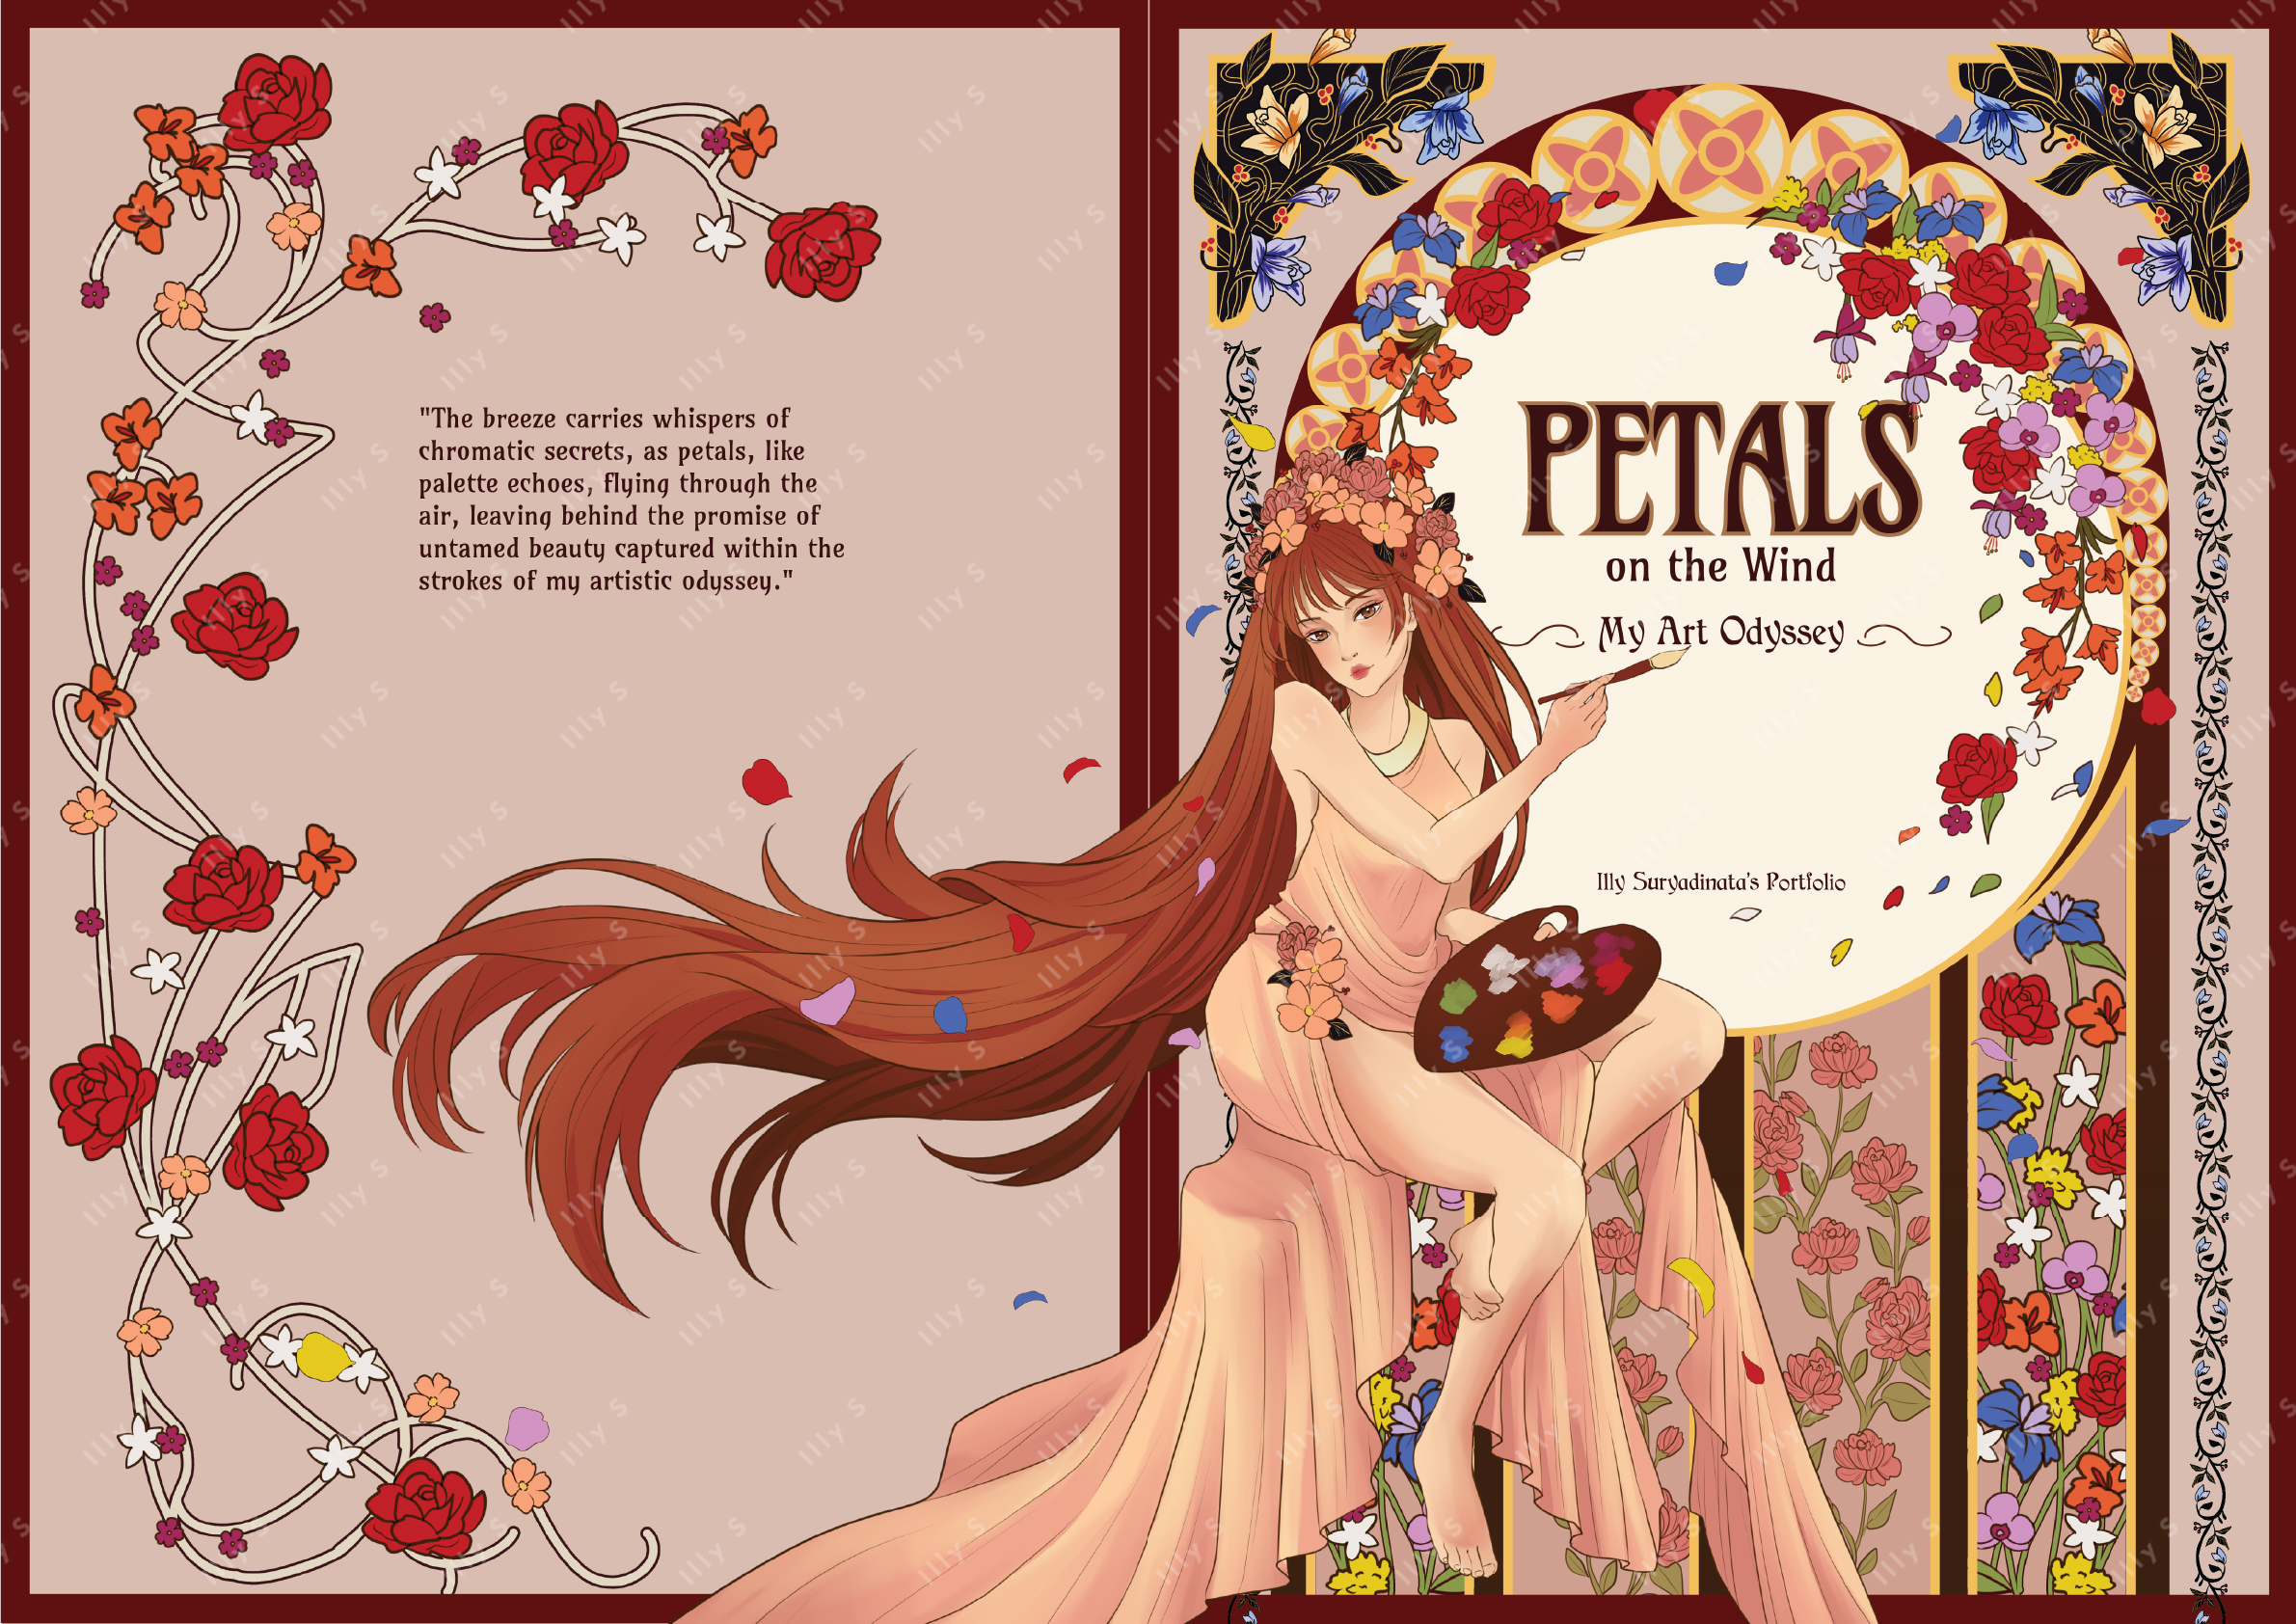 "The breeze carries whispers of
chromatic secrets, as petals, like
palette echoes, flying through the
air, leaving behind the promise of
untamed beauty captured within the
strokes of my artistic odyssey."
PETALS
on the Wind
My Art Odyssey
Illy Suryadinata's Portfolio
Illy S